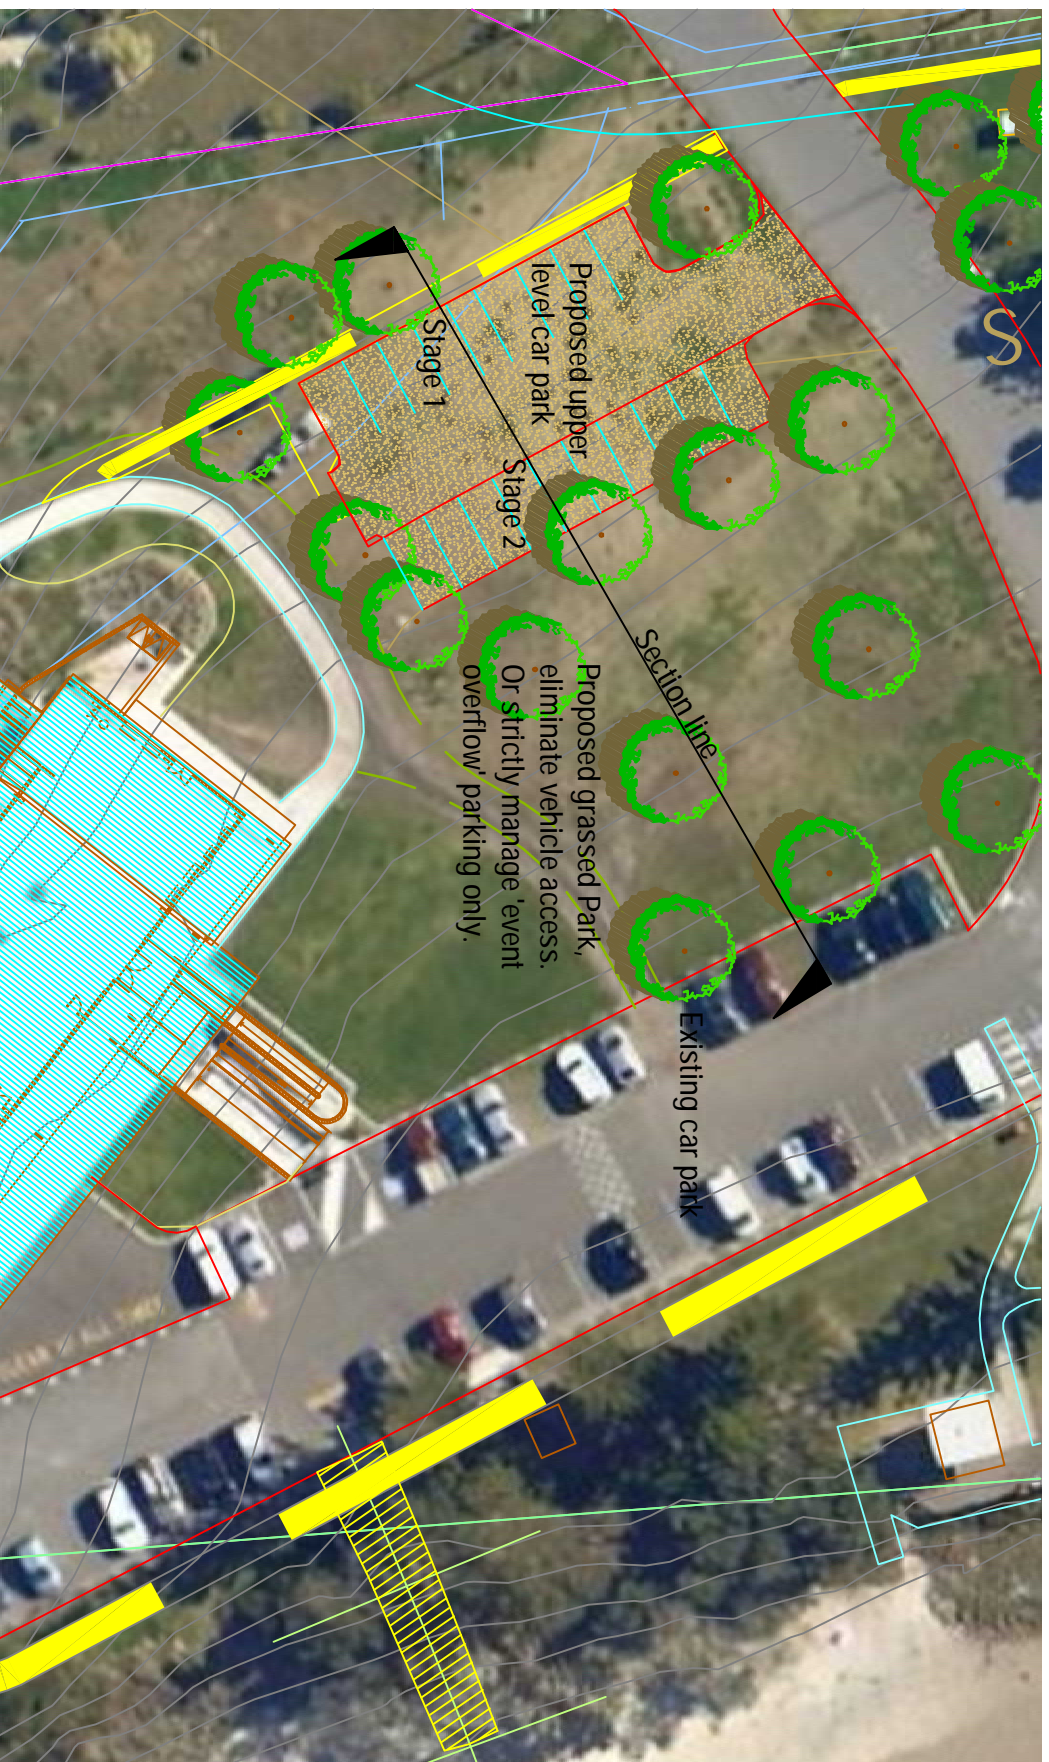 Proposed upper
level car park
Stage 1
Stage 2
Section line
Proposed grassed Park,
eliminate vehicle access.
Or strictly manage 'event
overflow' parking only.
Existing car park
S